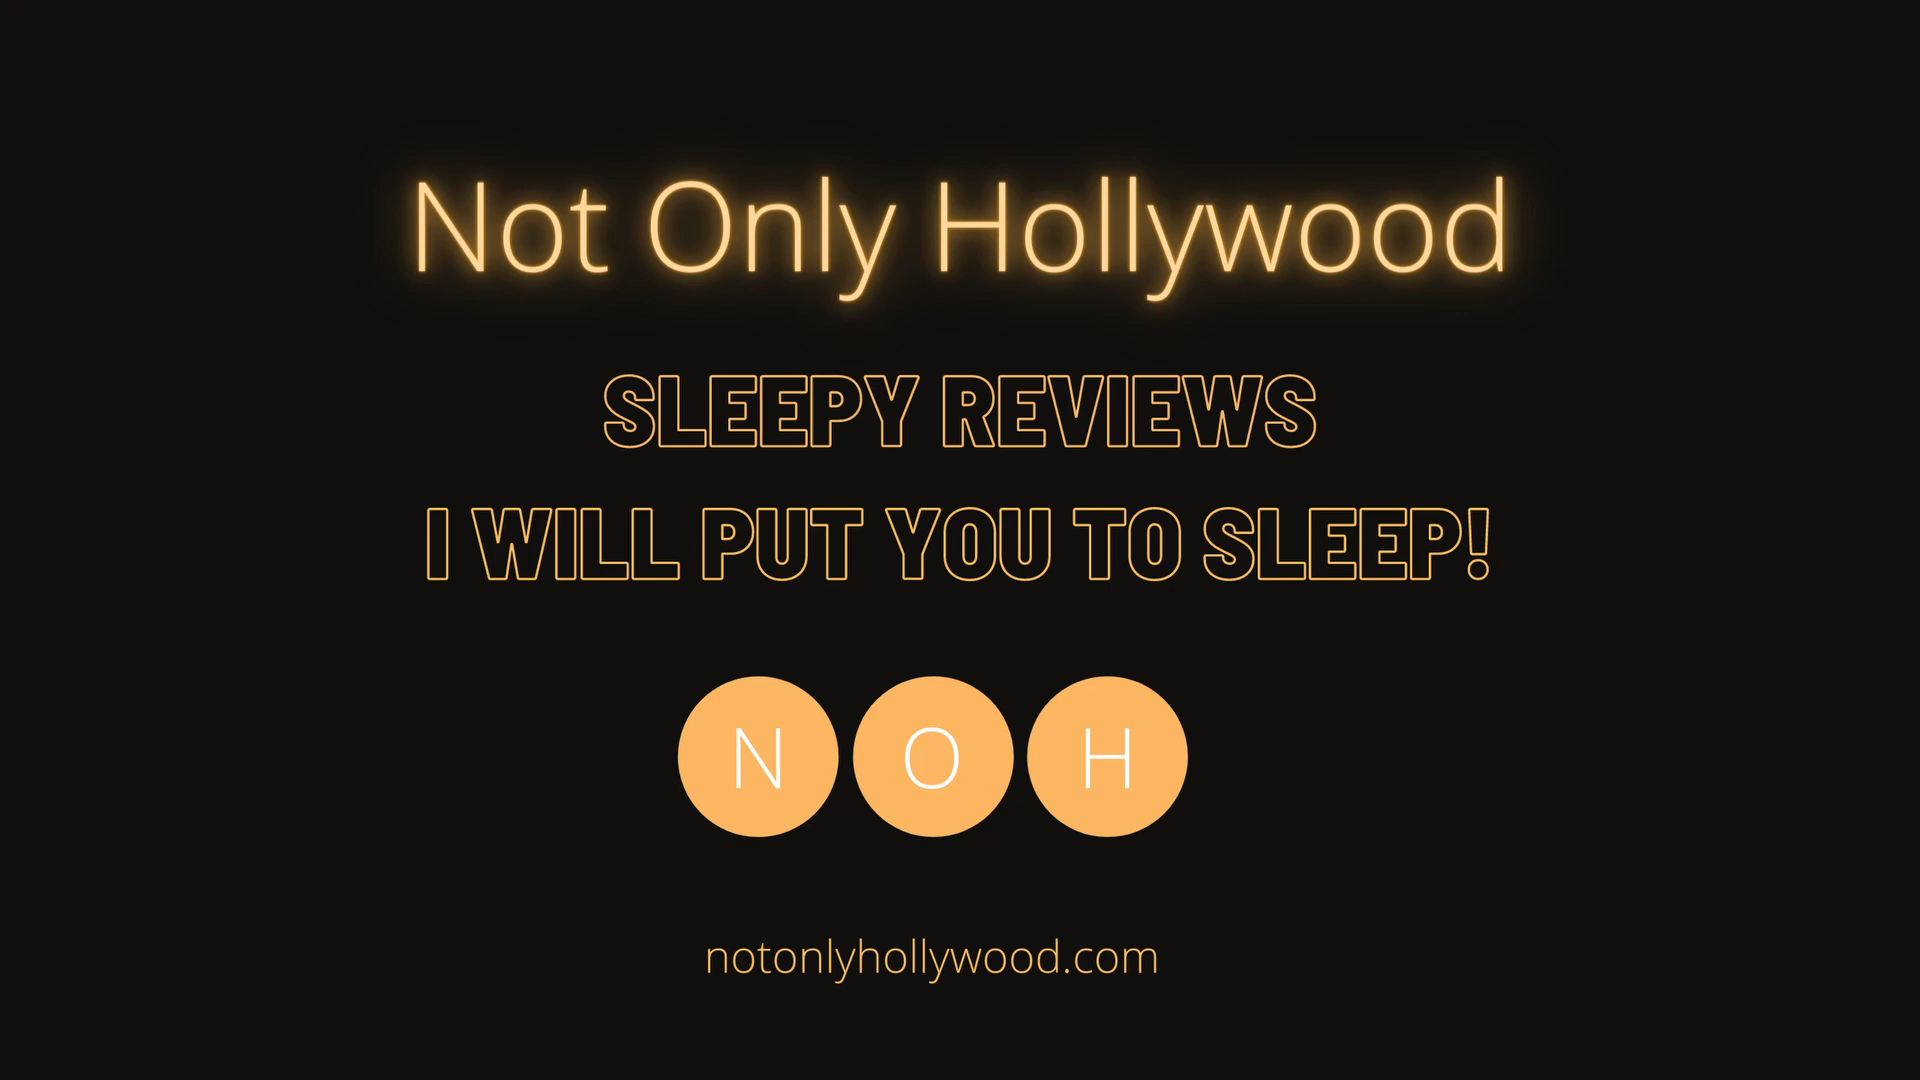 Not Only Hollywood
SLEEPY REVIEWS
I WILL PUT YOU TO SLEEP!
N O H
notonlyhollywood.com